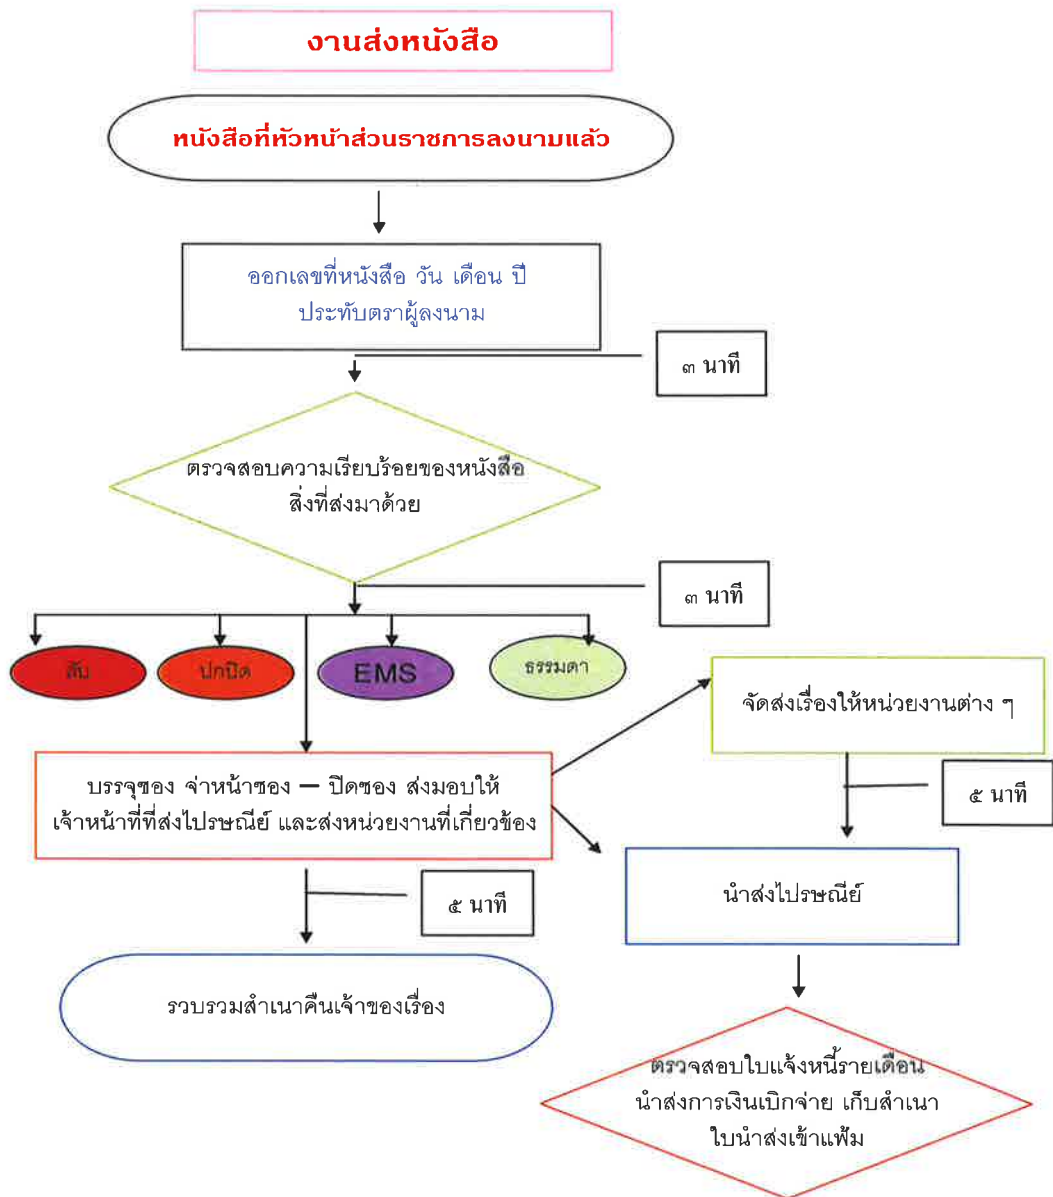 งานส่งหนังสือ
หนังสือที่หัวหน้าส่วนราชการลงนามแล้ว
ออกเลขที่หนังสือ วัน เดือน ปี
ประทับตราผู้ลงนาม
๓ นาที
ตรวจสอบความเรียบร้อยของหนังสือ
สิ่งที่ส่งมาด้วย
๓ นาที
ลับ
ปกปิด
EMS
ธรรมดา
จัดส่งเรื่องให้หน่วยงานต่าง ๆ
บรรจุซอง จ่าหน้าซอง – ปิดซอง ส่งมอบให้
เจ้าหน้าที่ที่ส่งไปรษณีย์ และส่งหน่วยงานที่เกี่ยวข้อง
๕ นาที
๕ นาที
นำส่งไปรษณีย์
รวบรวมสำเนาคืนเจ้าของเรื่อง
ตรวจสอบใบแจ้งหนี้รายเดือน
นำส่งการเงินเบิกจ่าย เก็บสำเนา
ใบนำส่งเข้าแฟ้ม